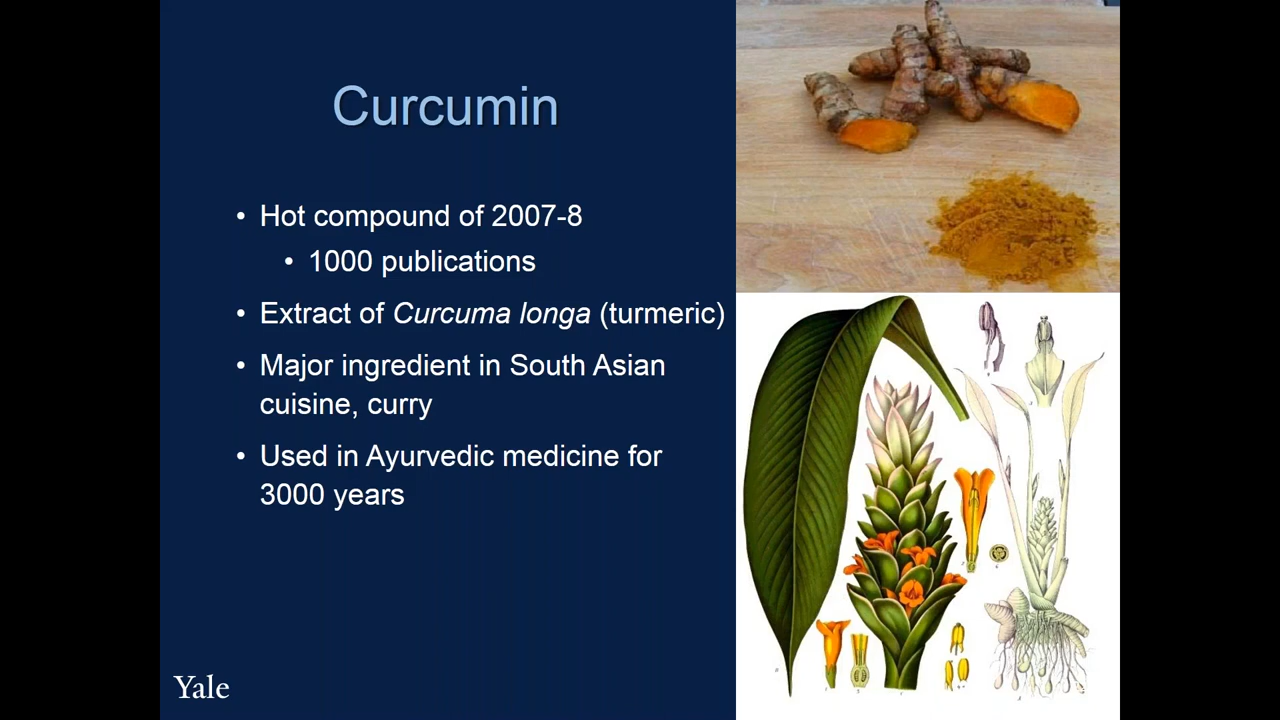 Curcumin
• Hot compound of 2007-8
• 1000 publications
• Extract of Curcuma longa (turmeric)
• Major ingredient in South Asian
cuisine, curry
• Used in Ayurvedic medicine for
3000 years
Yale